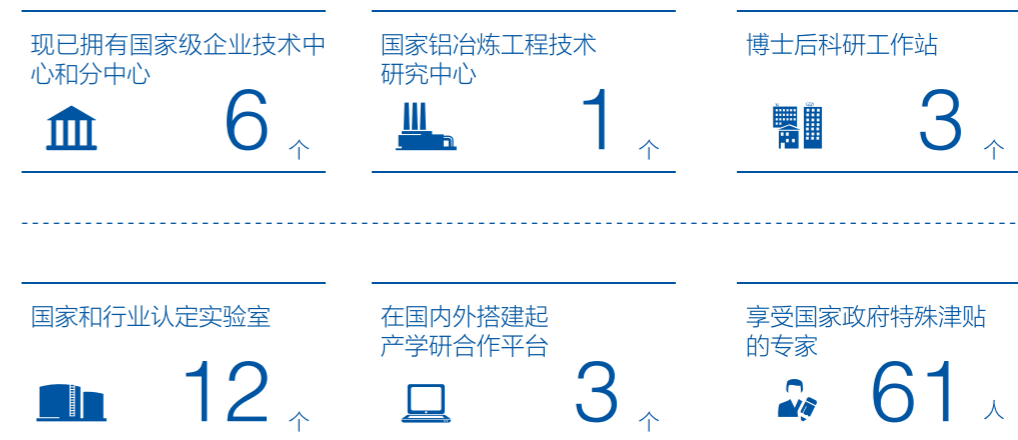 现已拥有国家级企业技术中
心和分中心
6 个
国家铝冶炼工程技术
研究中心
1 个
博士后科研工作站
3 个
国家和行业认定实验室
12 个
在国内外搭建起
产学研合作平台
3 个
享受国家政府特殊津贴
的专家
61 人